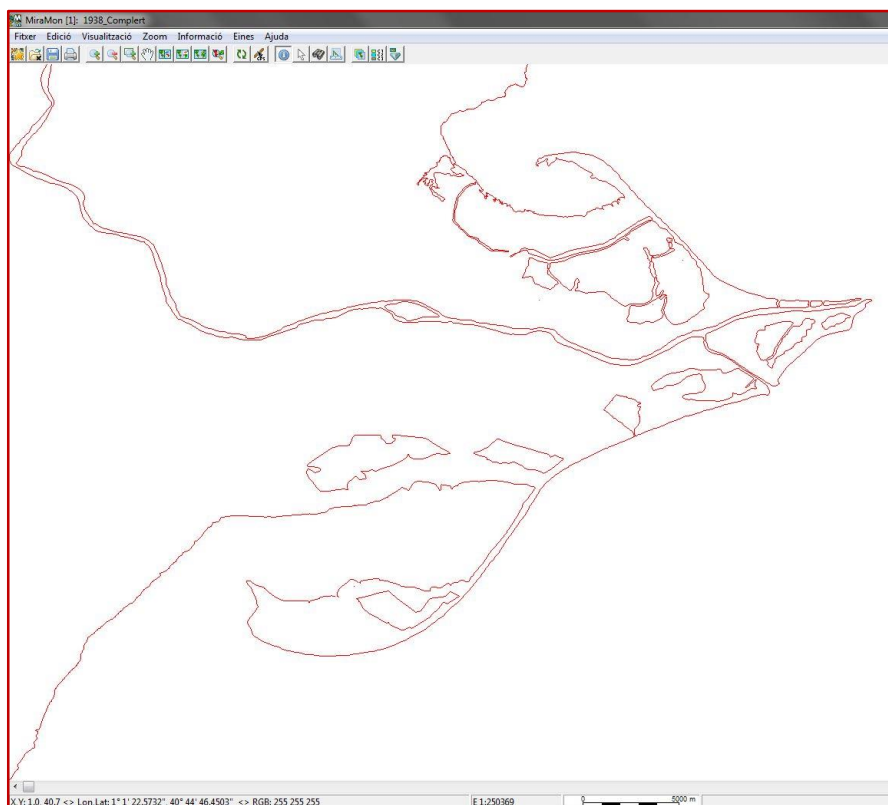 MiraMon [1]: 1938_Complert
Fitxer Edició Visualització Zoom Informació Eines Ajuda
X,Y: 1.0, 40.7 <> Lon,Lat: 1° 1' 22.5732", 40° 44' 46.4503" <> RGB: 255 255 255 E 1:250369 0 5000 m